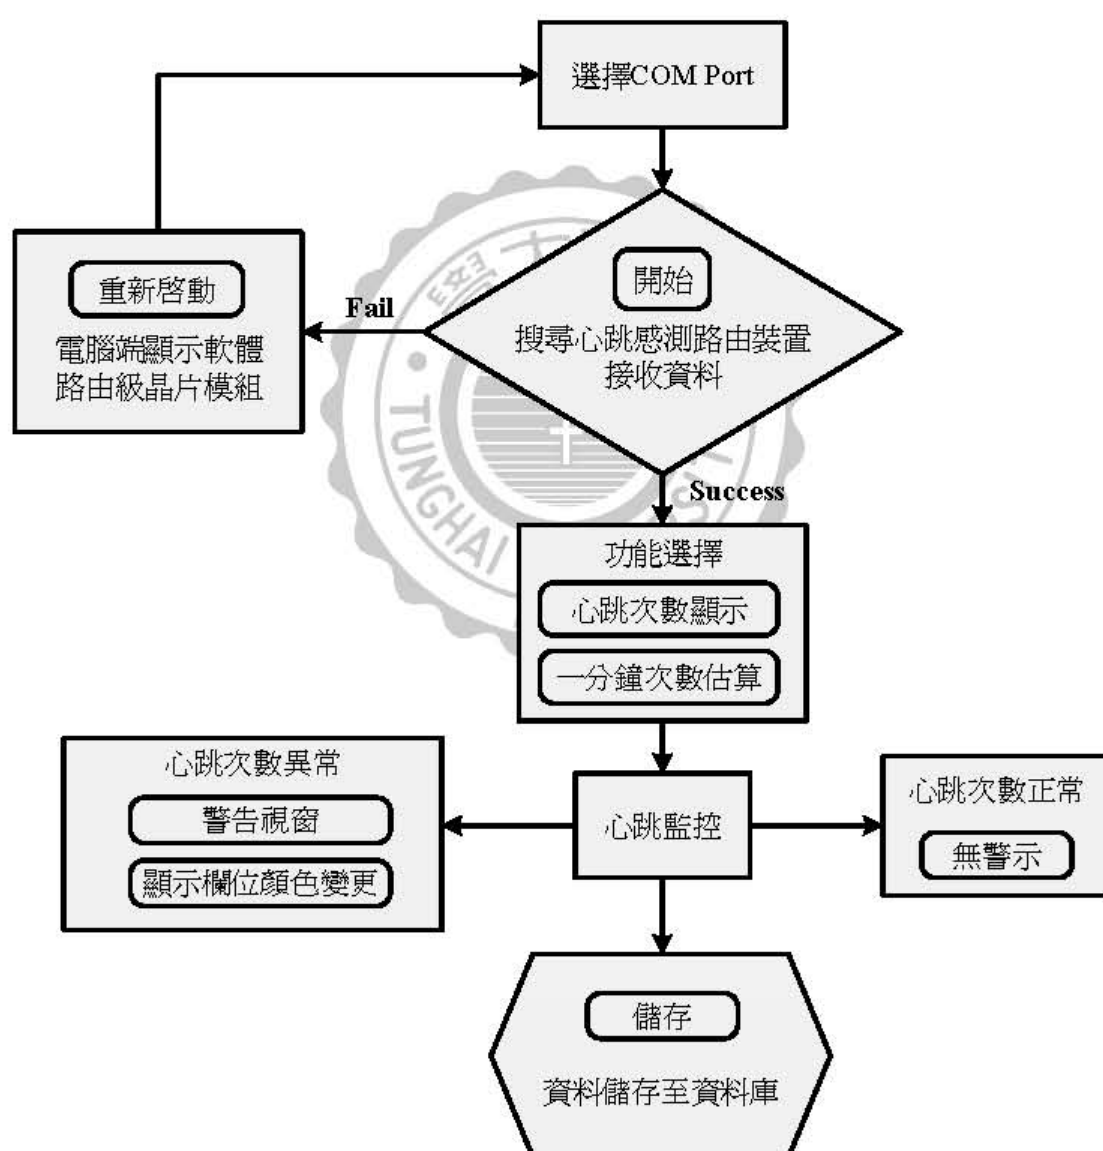 選擇COM Port
開始
搜尋心跳感測路由裝置
接收資料
Fail
重新啓動
電腦端顯示軟體
路由級晶片模組
Success
功能選擇
心跳次數顯示
一分鐘次數估算
心跳監控
心跳次數異常
警告視窗
顯示欄位顏色變更
心跳次數正常
無警示
儲存
資料儲存至資料庫
學大
TUNGHAI